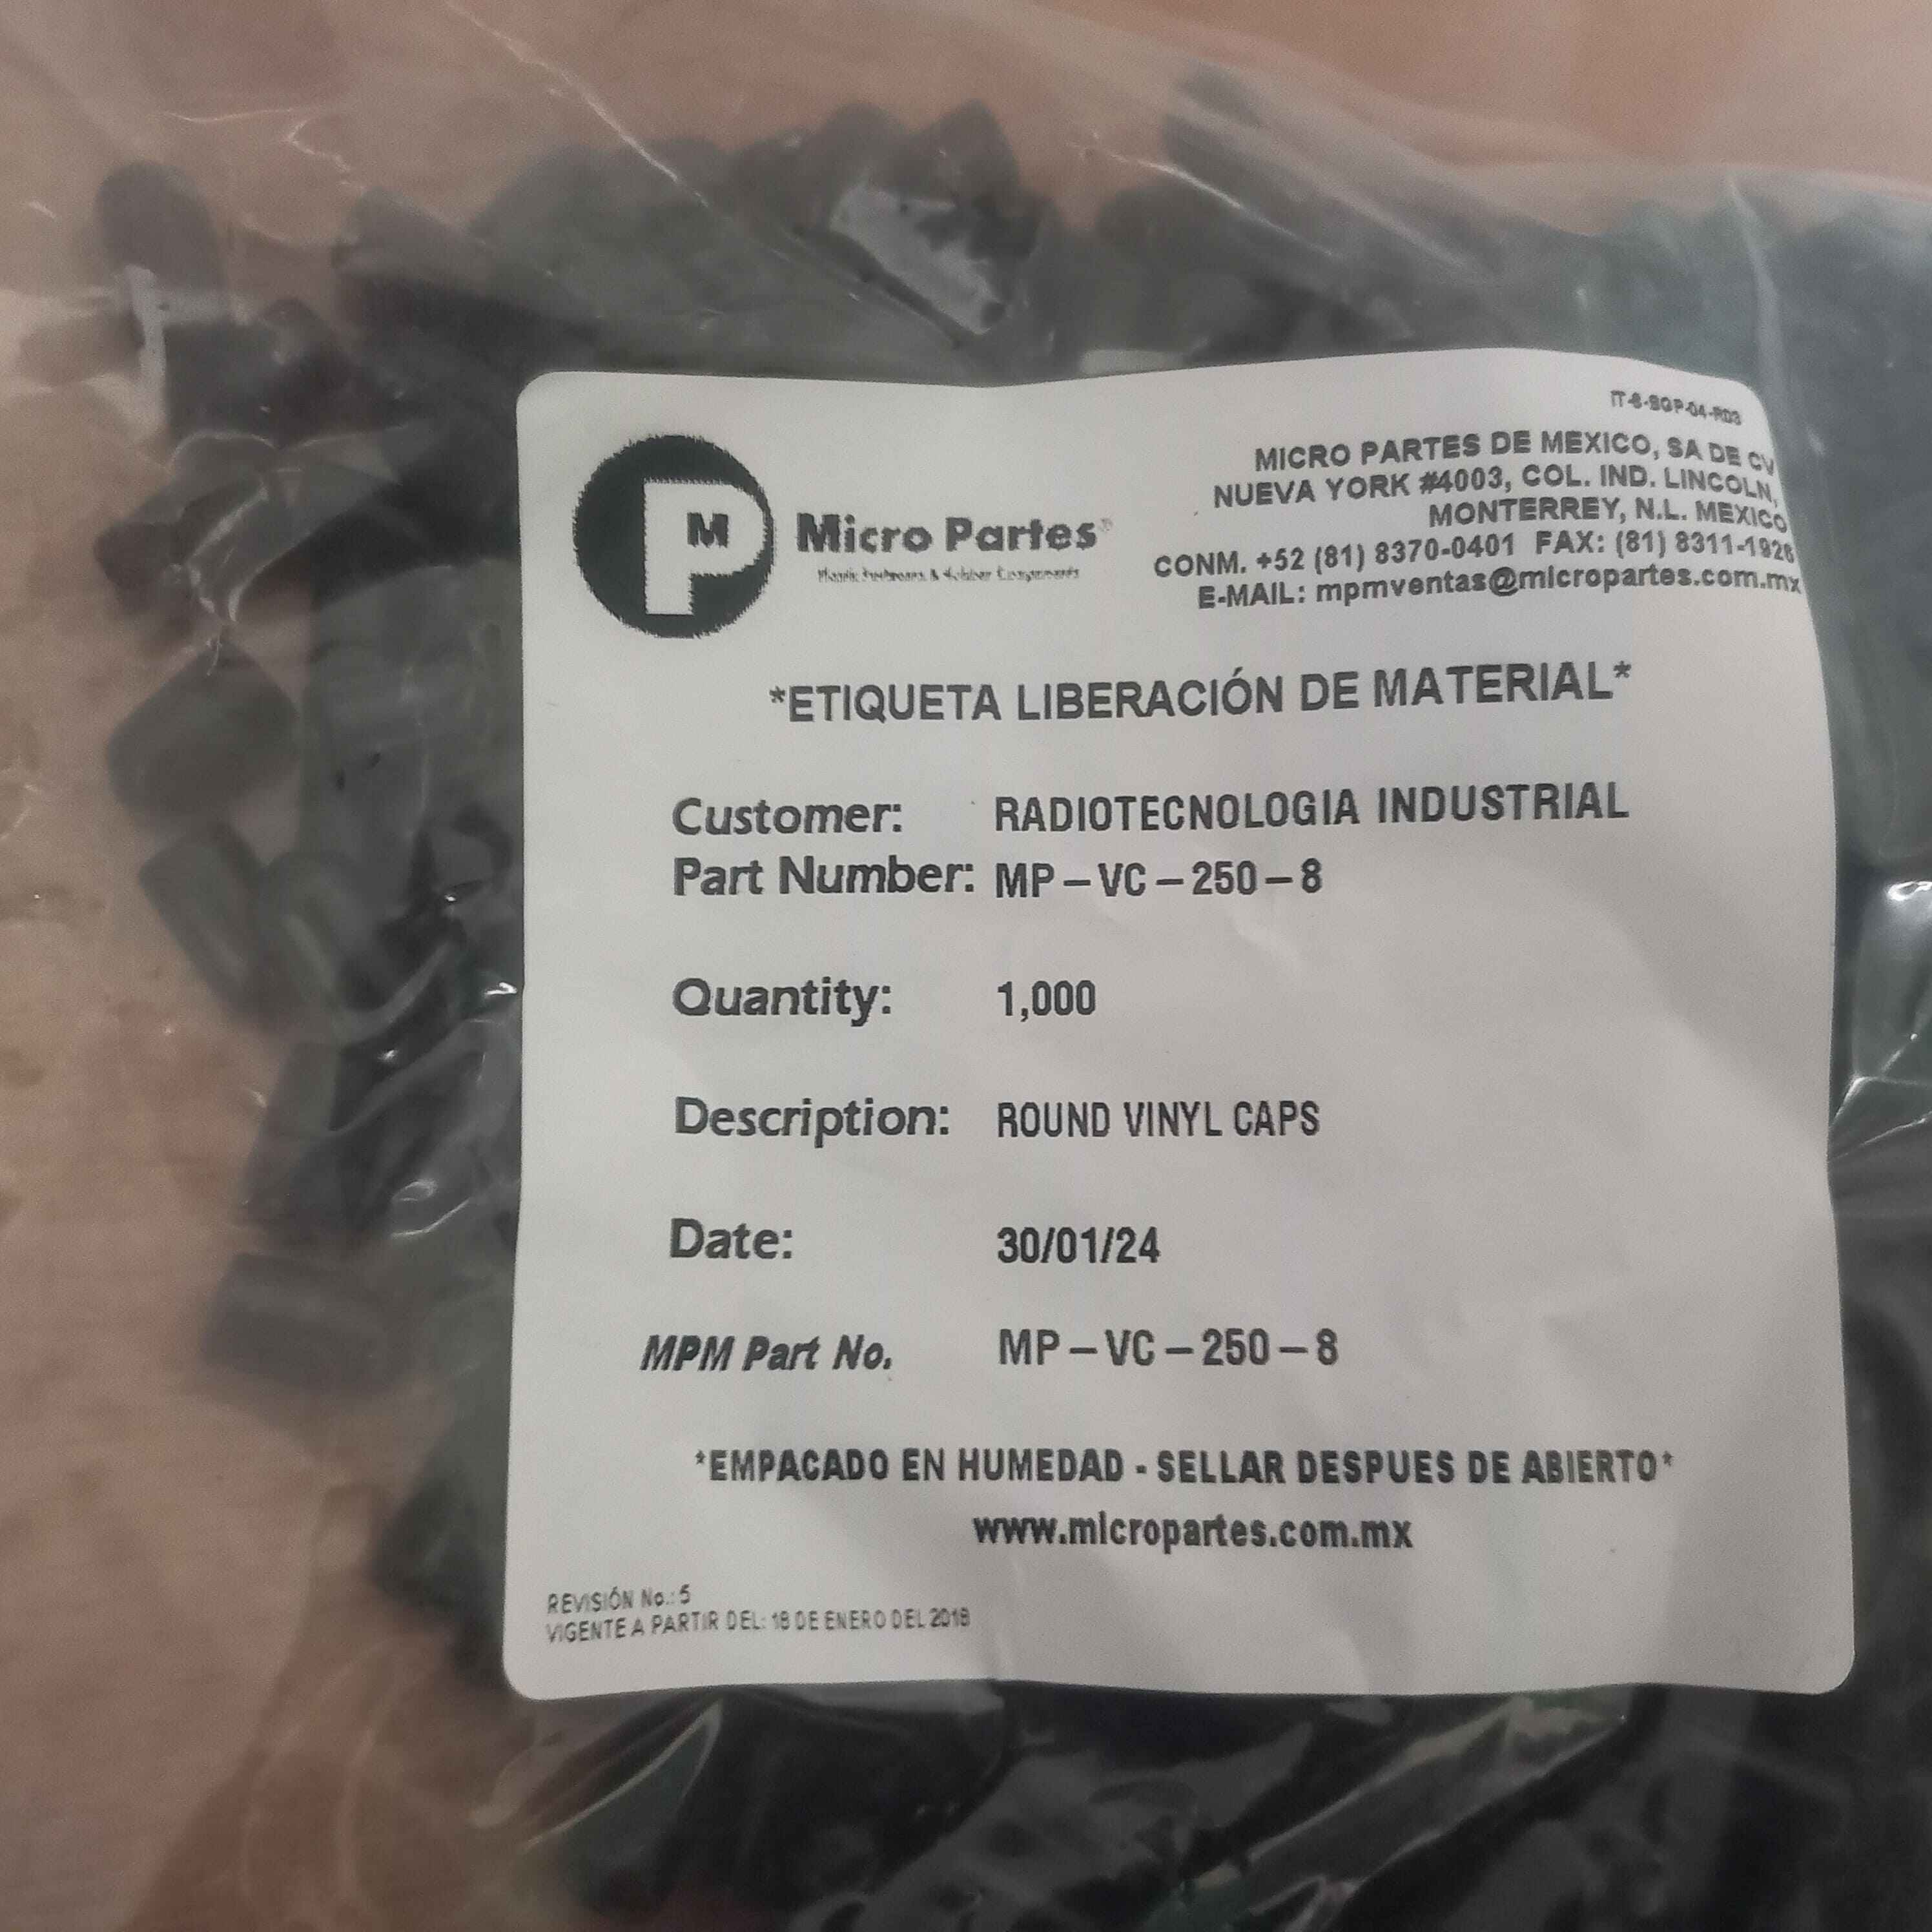 IT-8-SGP-04-R03
MICRO PARTES DE MEXICO, SA DE CV
NUEVA YORK #4003, COL. IND. LINCOLN,
MONTERREY, N.L. MEXICO
CONM. +52 (81) 8370-0401 FAX: (81) 8311-1926
E-MAIL: mpmventas@micropartes.com.mx
PM
Micro Partes®
& Components
*ETIQUETA LIBERACIÓN DE MATERIAL*
Customer: RADIOTECNOLOGIA INDUSTRIAL
Part Number: MP-VC-250-8
Quantity: 1,000
Description: ROUND VINYL CAPS
Date: 30/01/24
MPM Part No. MP-VC-250-8
*EMPACADO EN HUMEDAD - SELLAR DESPUES DE ABIERTO*
www.micropartes.com.mx
REVISIÓN No.: 5
VIGENTE A PARTIR DEL: 18 DE ENERO DEL 2018